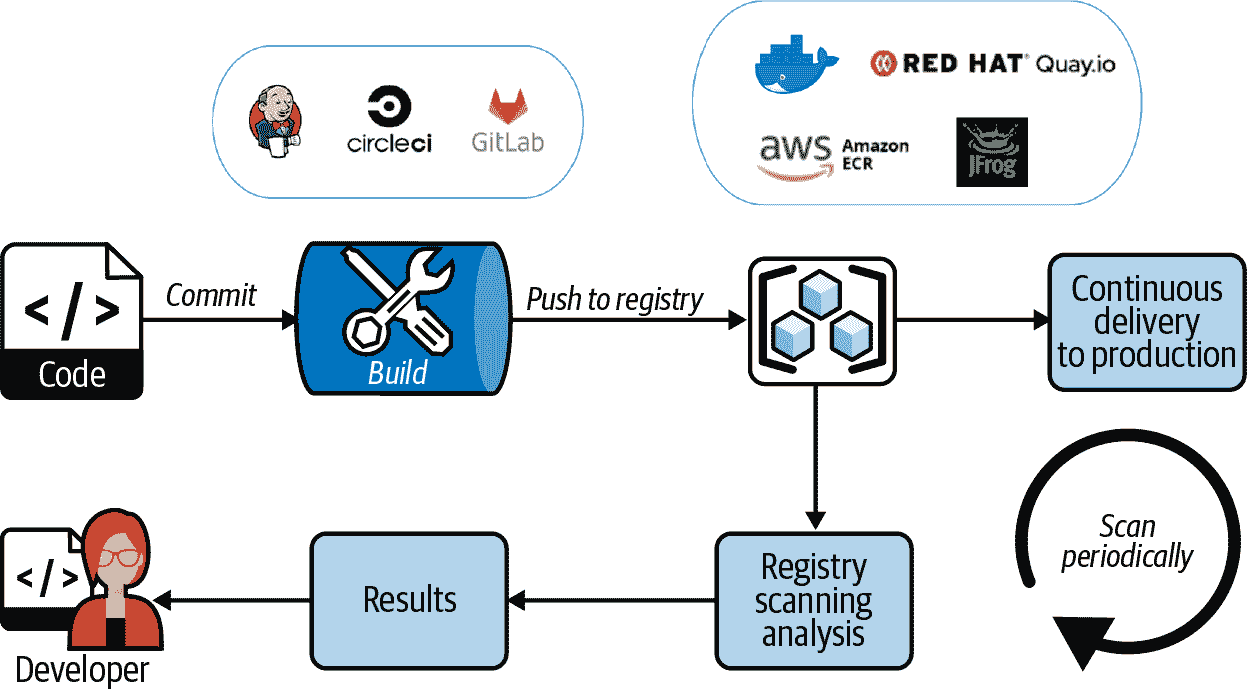 circleci
GitLab
RED HAT® Quay.io
aws Amazon
ECR
JFrog
</>
Code
Commit
Build
Push to registry
Continuous
delivery
to production
</>
Developer
Results
Registry
scanning
analysis
Scan
periodically